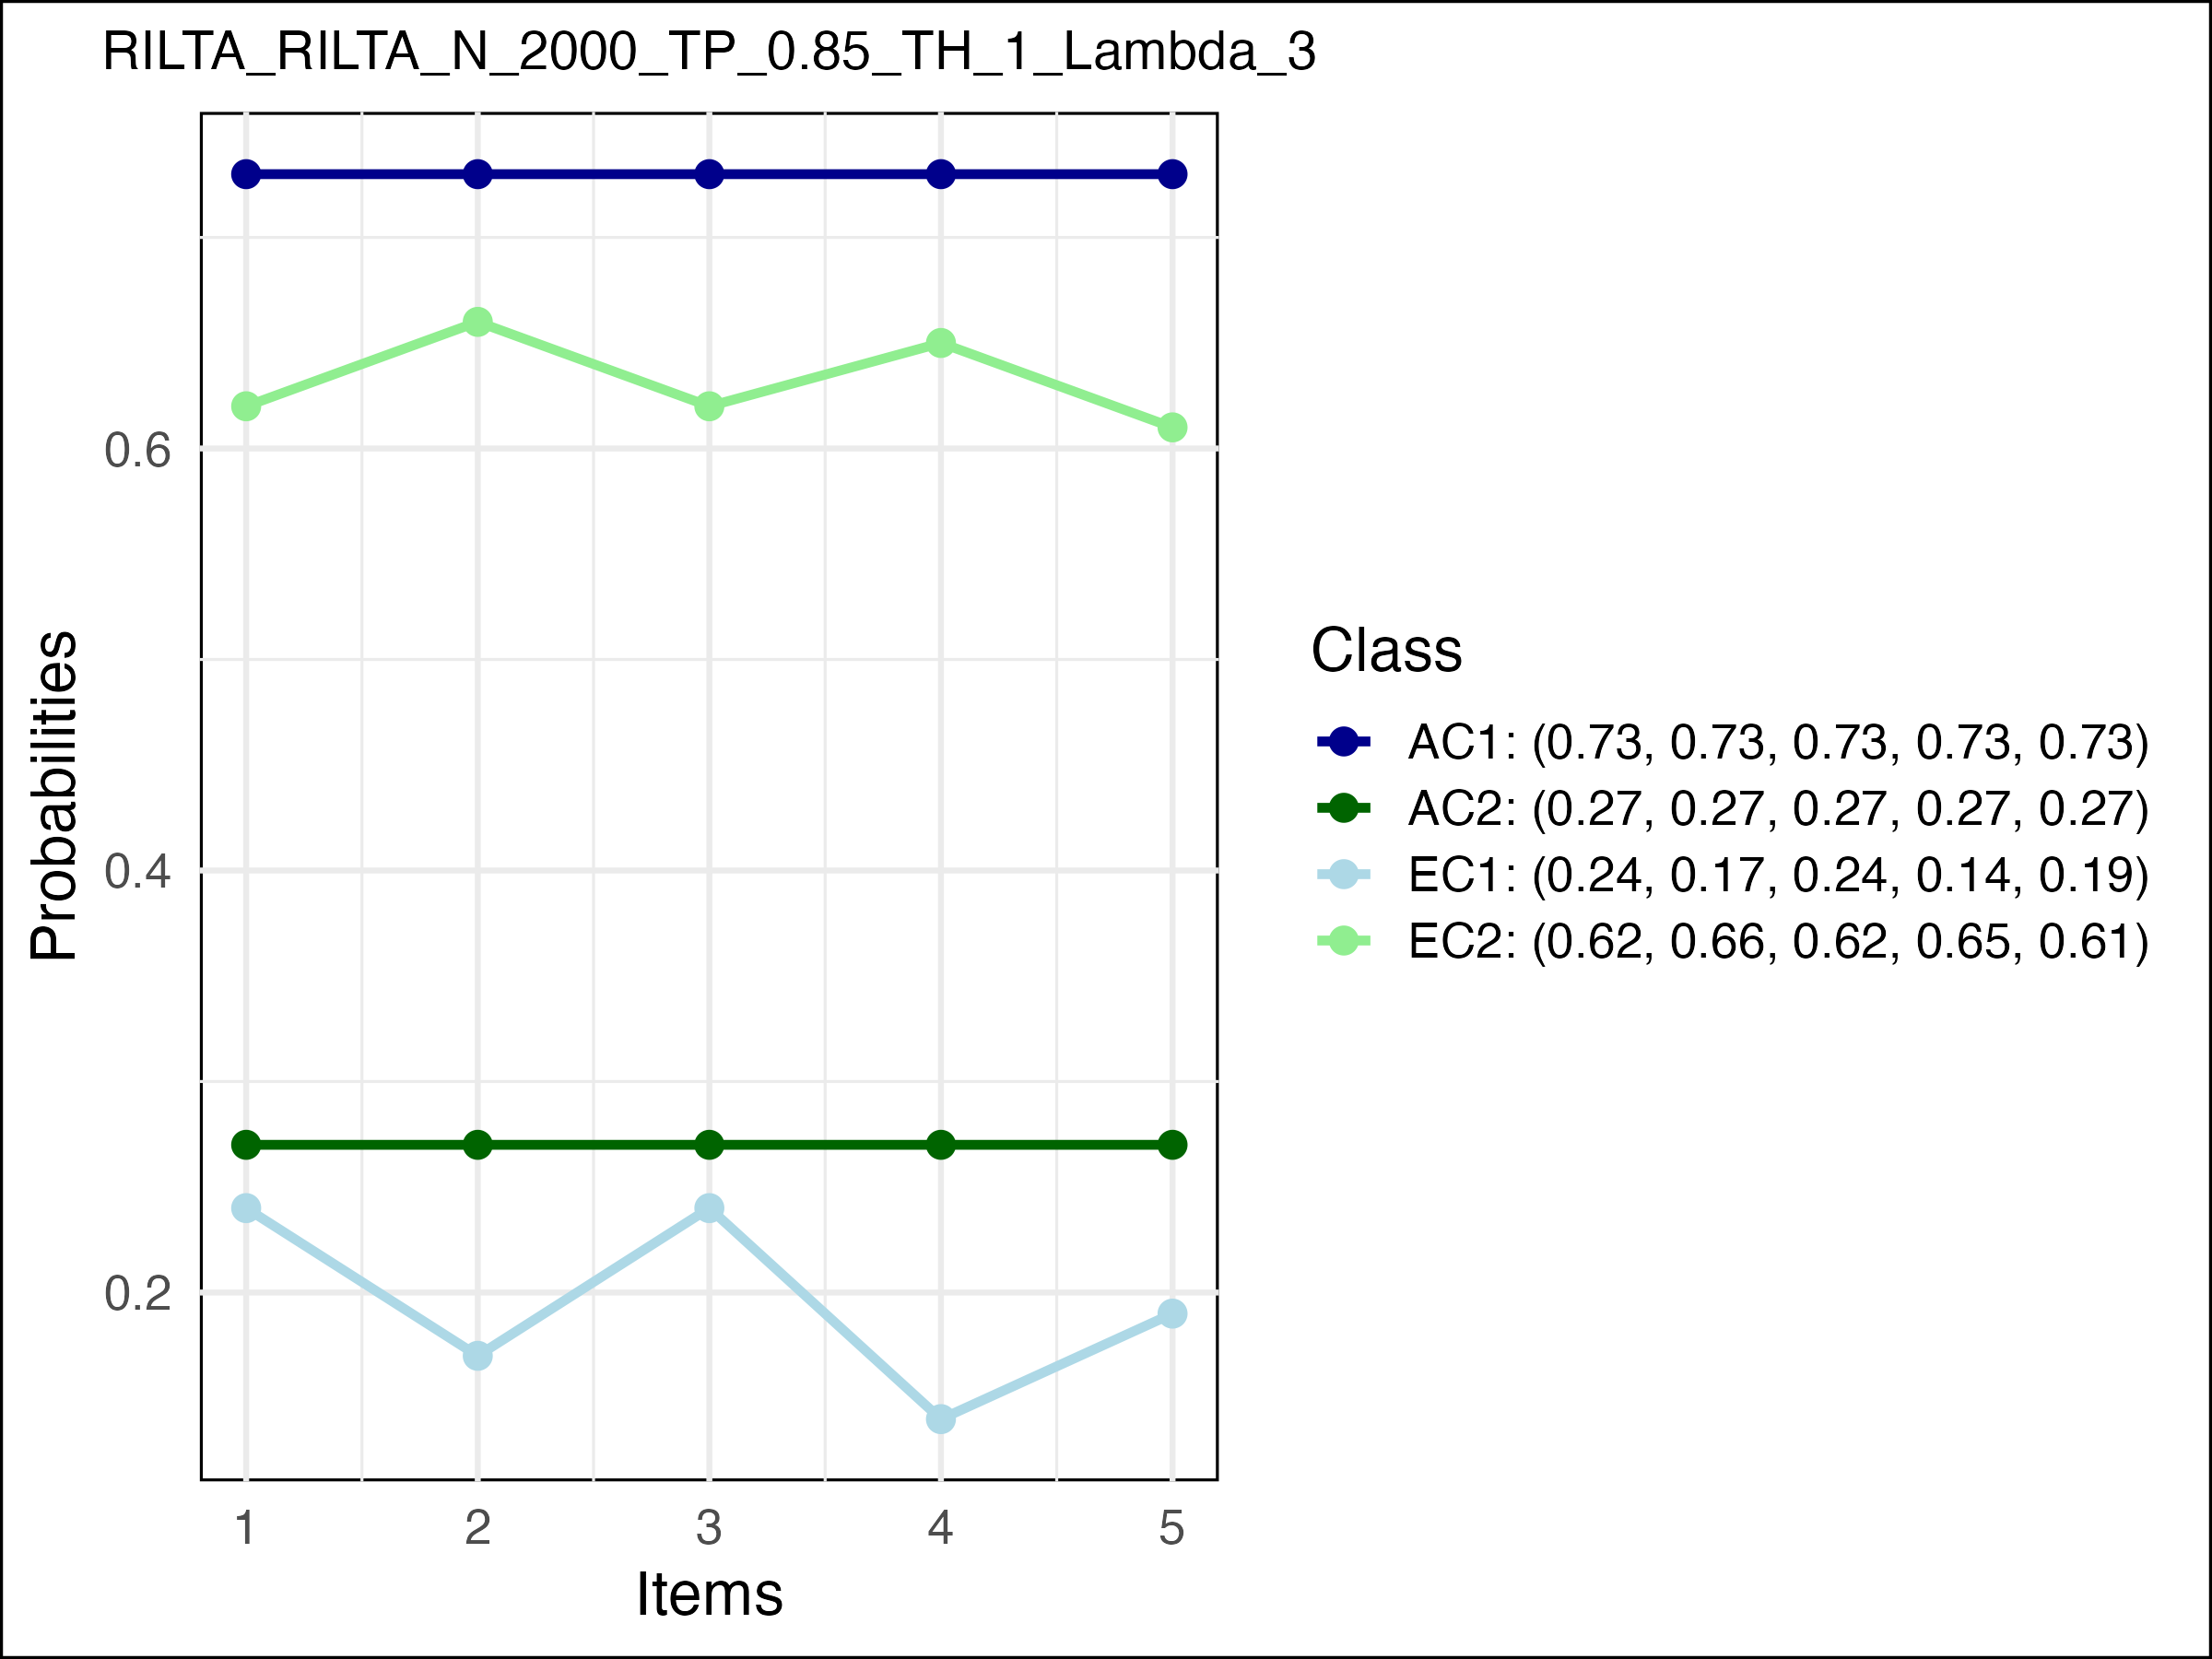 RILTA_RILTA_N_2000_TP_0.85_TH_1_Lambda_3
Probabilities
0.6
0.4
0.2
1 2 3 4 5
Items
Class
AC1: (0.73, 0.73, 0.73, 0.73, 0.73)
AC2: (0.27, 0.27, 0.27, 0.27, 0.27)
EC1: (0.24, 0.17, 0.24, 0.14, 0.19)
EC2: (0.62, 0.66, 0.62, 0.65, 0.61)